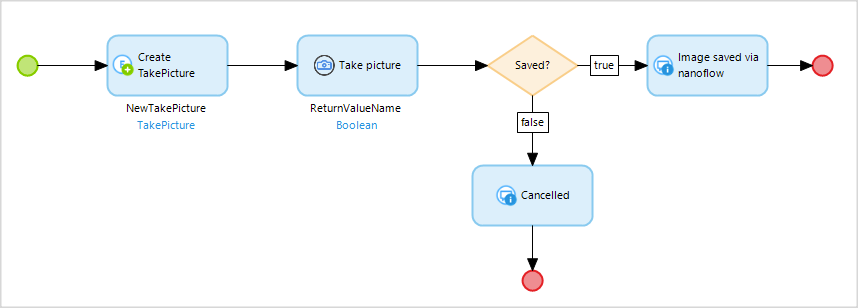 Create
TakePicture
NewTakePicture
TakePicture
Take picture
ReturnValueName
Boolean
Saved?
true
Image saved via
nanoflow
false
Cancelled